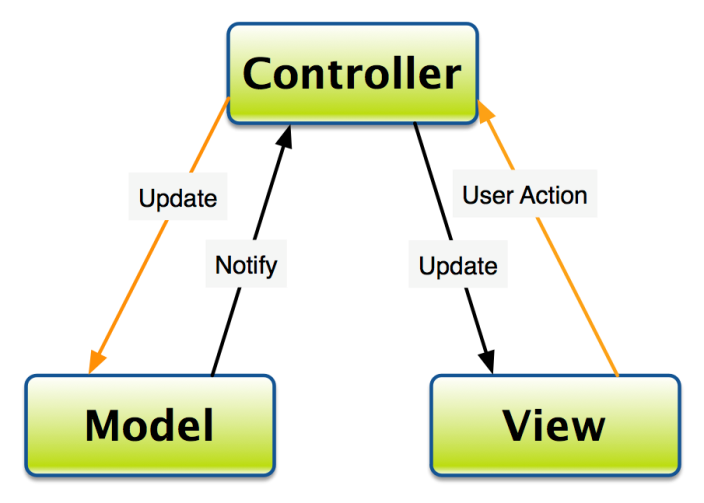 Controller
Update
User Action
Notify
Update
Model
View